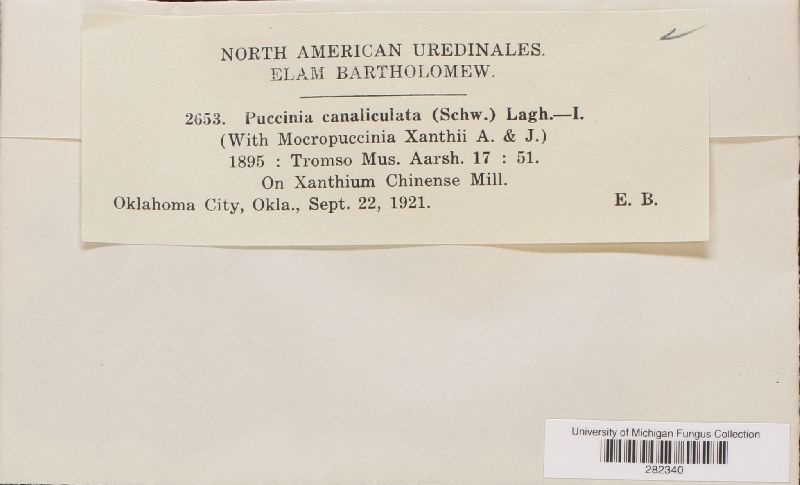 NORTH AMERICAN UREDINALES.
ELAM BARTHOLOMEW.
2653. Puccinia canaliculata (Schw.) Lagh.—I.
(With Mocropuccinia Xanthii A. & J.)
1895 : Tromso Mus. Aarsh. 17 : 51.
On Xanthium Chinense Mill.
Oklahoma City, Okla., Sept. 22, 1921. E. B.
University of Michigan Fungus Collection
282340